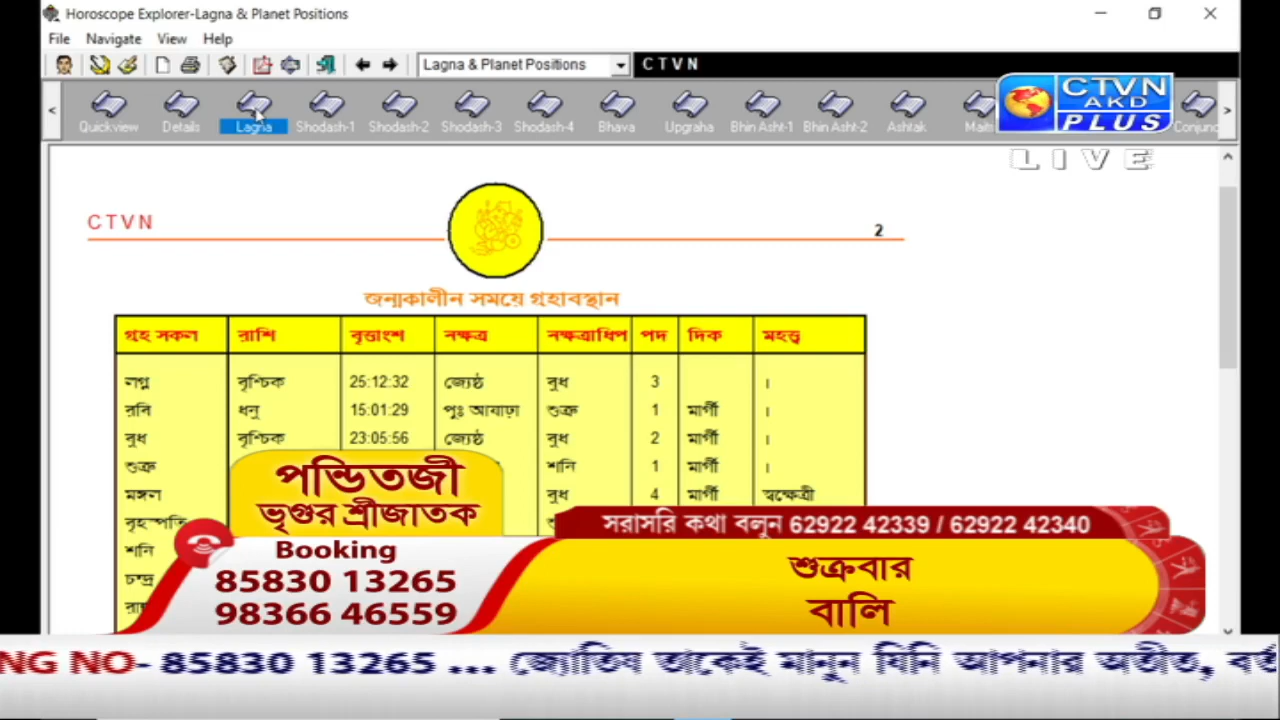 Horoscope Explorer-Lagna & Planet Positions
File Navigate View Help
Lagna & Planet Positions CTVN
Quickview Details Lagna Shodash-1 Shodash-2 Shodash-3 Shodash-4 Bhava Upgraha Bhin Asht-1 Bhin Asht-2 Ashtak
CTVN AKD PLUS
LIVE
CTVN
2
জন্মকালীন সময়ে গ্রহাবস্থান
গ্রহ সকল রাশি বৃত্তাংশ নক্ষত্র নক্ষত্রাধিপ পদ দিক মহত্ত্ব
লগ্ন বৃশ্চিক 25:12:32 জ্যেষ্ঠ বুধ 3 ।
রবি ধনু 15:01:29 পুঃ আষাঢ়া শুক্র 1 মার্গী ।
বুধ বৃশ্চিক 23:05:56 জ্যেষ্ঠ বুধ 2 মার্গী ।
শুক্র শনি 1 মার্গী ।
মঙ্গল বুধ 4 মার্গী স্বক্ষেত্রী
বৃহস্পতি
শনি
চন্দ্র
পন্ডিতজী
ভৃগুর শ্রীজাতক
Booking
85830 13265
98366 46559
সরাসরি কথা বলুন 62922 42339 / 62922 42340
শুক্রবার
বালি
NG NO- 85830 13265 ... জ্যোতিষ তাকেই মানুন যিনি আপনার অতীত,